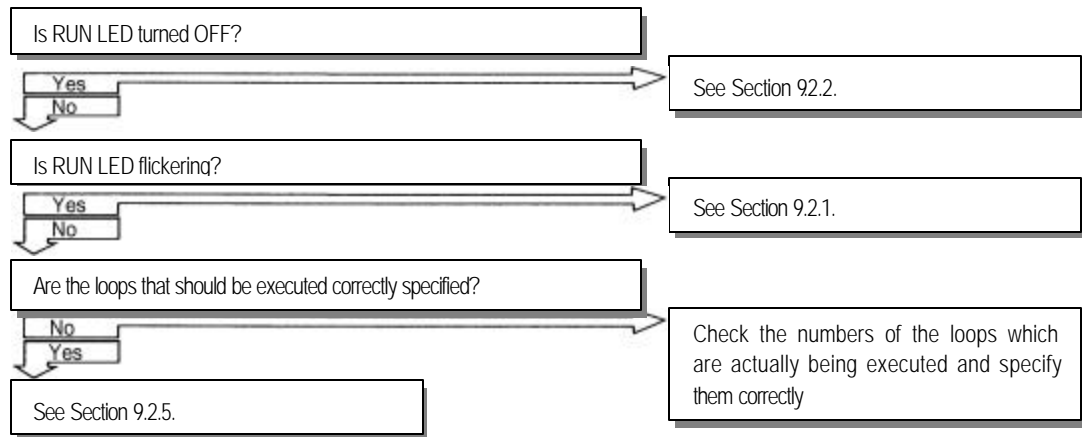 Is RUN LED turned OFF?
Yes
See Section 9.2.2.
No
Is RUN LED flickering?
Yes
See Section 9.2.1.
No
Are the loops that should be executed correctly specified?
No
Check the numbers of the loops which
are actually being executed and specify
them correctly
Yes
See Section 9.2.5.